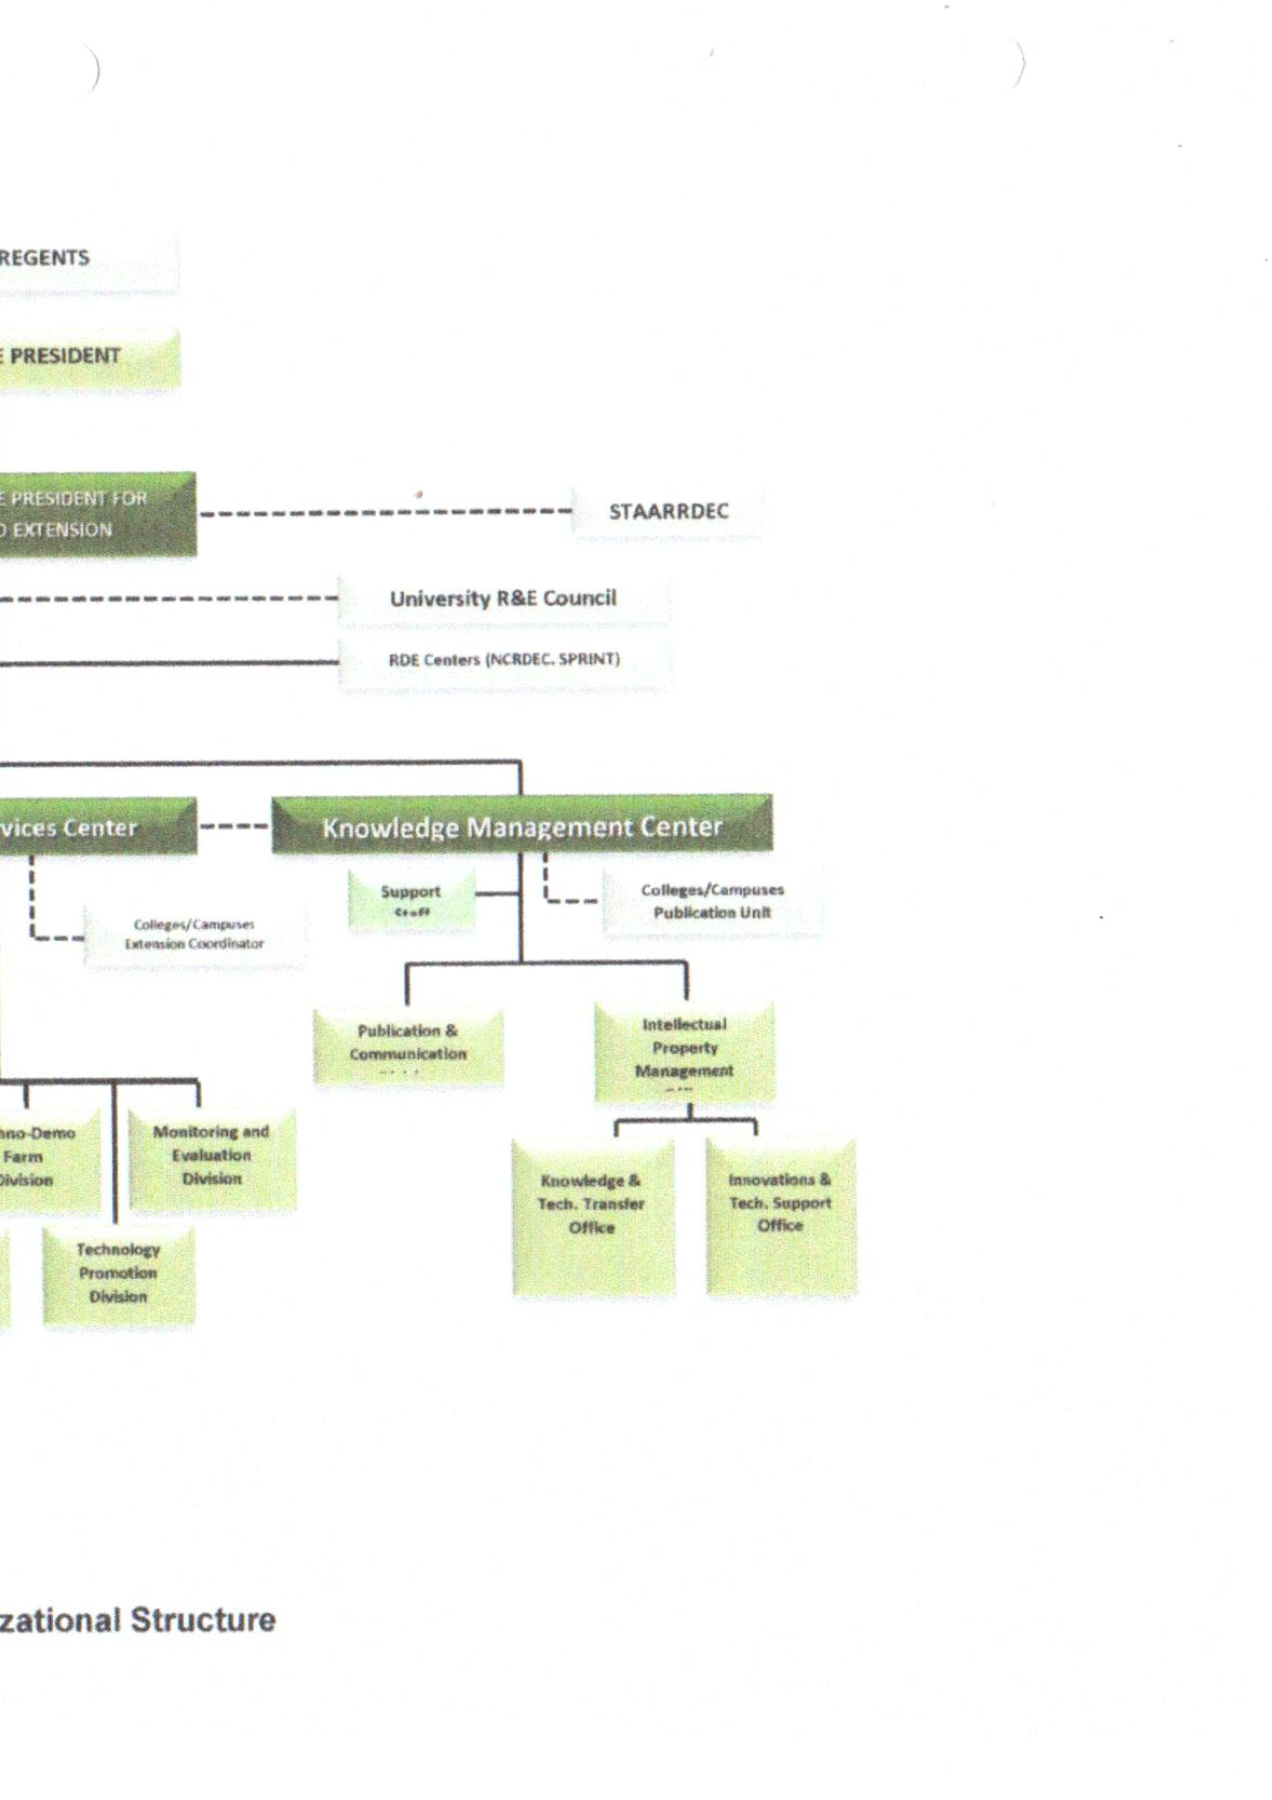 REGENTS
E PRESIDENT
E PRESIDENT FOR
D EXTENSION
STAARRDEC
University R&E Council
RDE Centers (NCRDEC. SPRINT)
vices Center
Knowledge Management Center
Support
Staff
Colleges/Campuses
Publication Unit
Colleges/Campuses
Extension Coordinator
Publication &
Communication
Intellectual
Property
Management
hno-Demo
Farm
Division
Monitoring and
Evaluation
Division
Technology
Promotion
Division
Knowledge &
Tech. Transfer
Office
Innovations &
Tech. Support
Office
zational Structure